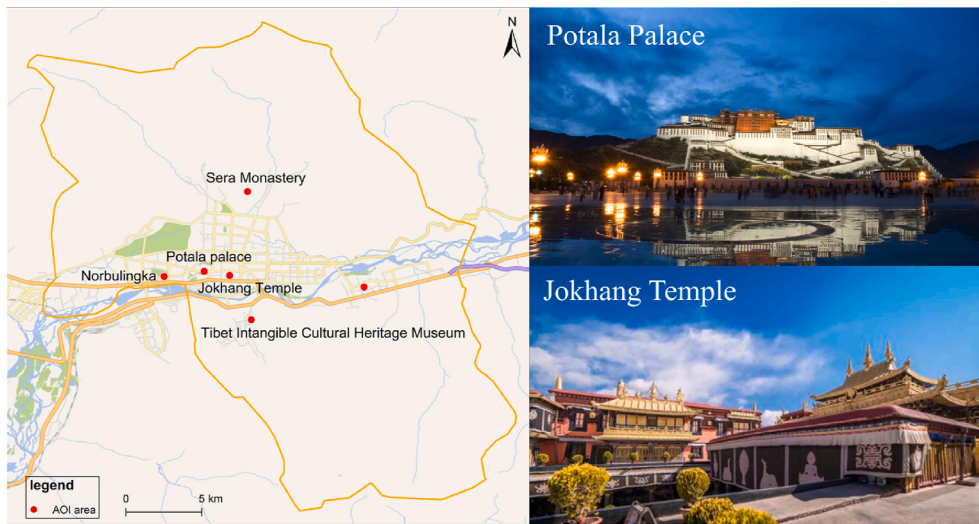 N
Sera Monastery
Potala palace
Norbulingka
Jokhang Temple
Tibet Intangible Cultural Heritage Museum
legend
AOI area
0
5 km
Potala Palace
Jokhang Temple